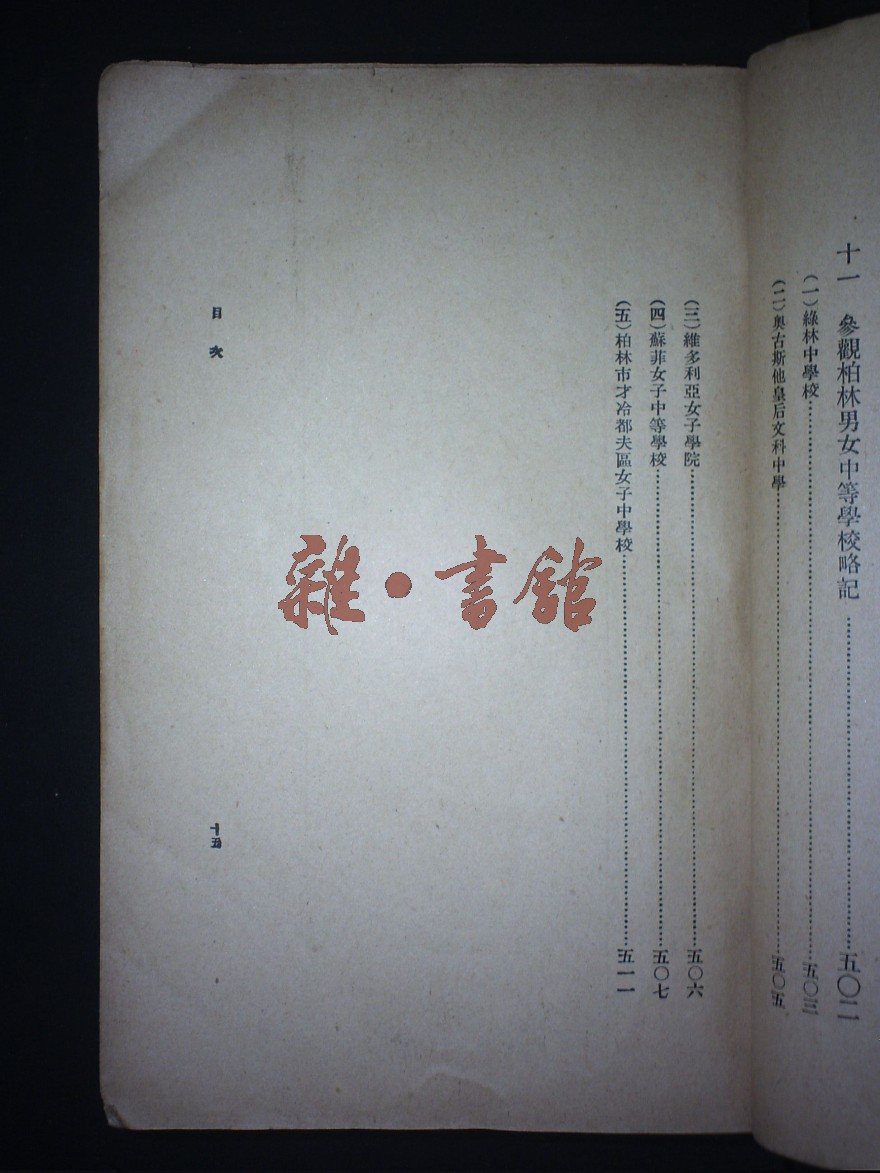 十一　參觀柏林男女中等學校略記……五〇二
（一）綠林中學校……五〇三
（二）奧古斯他皇后文科中學……五〇五
（三）維多利亞女子學院……五〇六
（四）蘇菲女子中等學校……五〇七
（五）柏林市才冷都夫區女子中學校……五一一
目次
十五
雜·書館